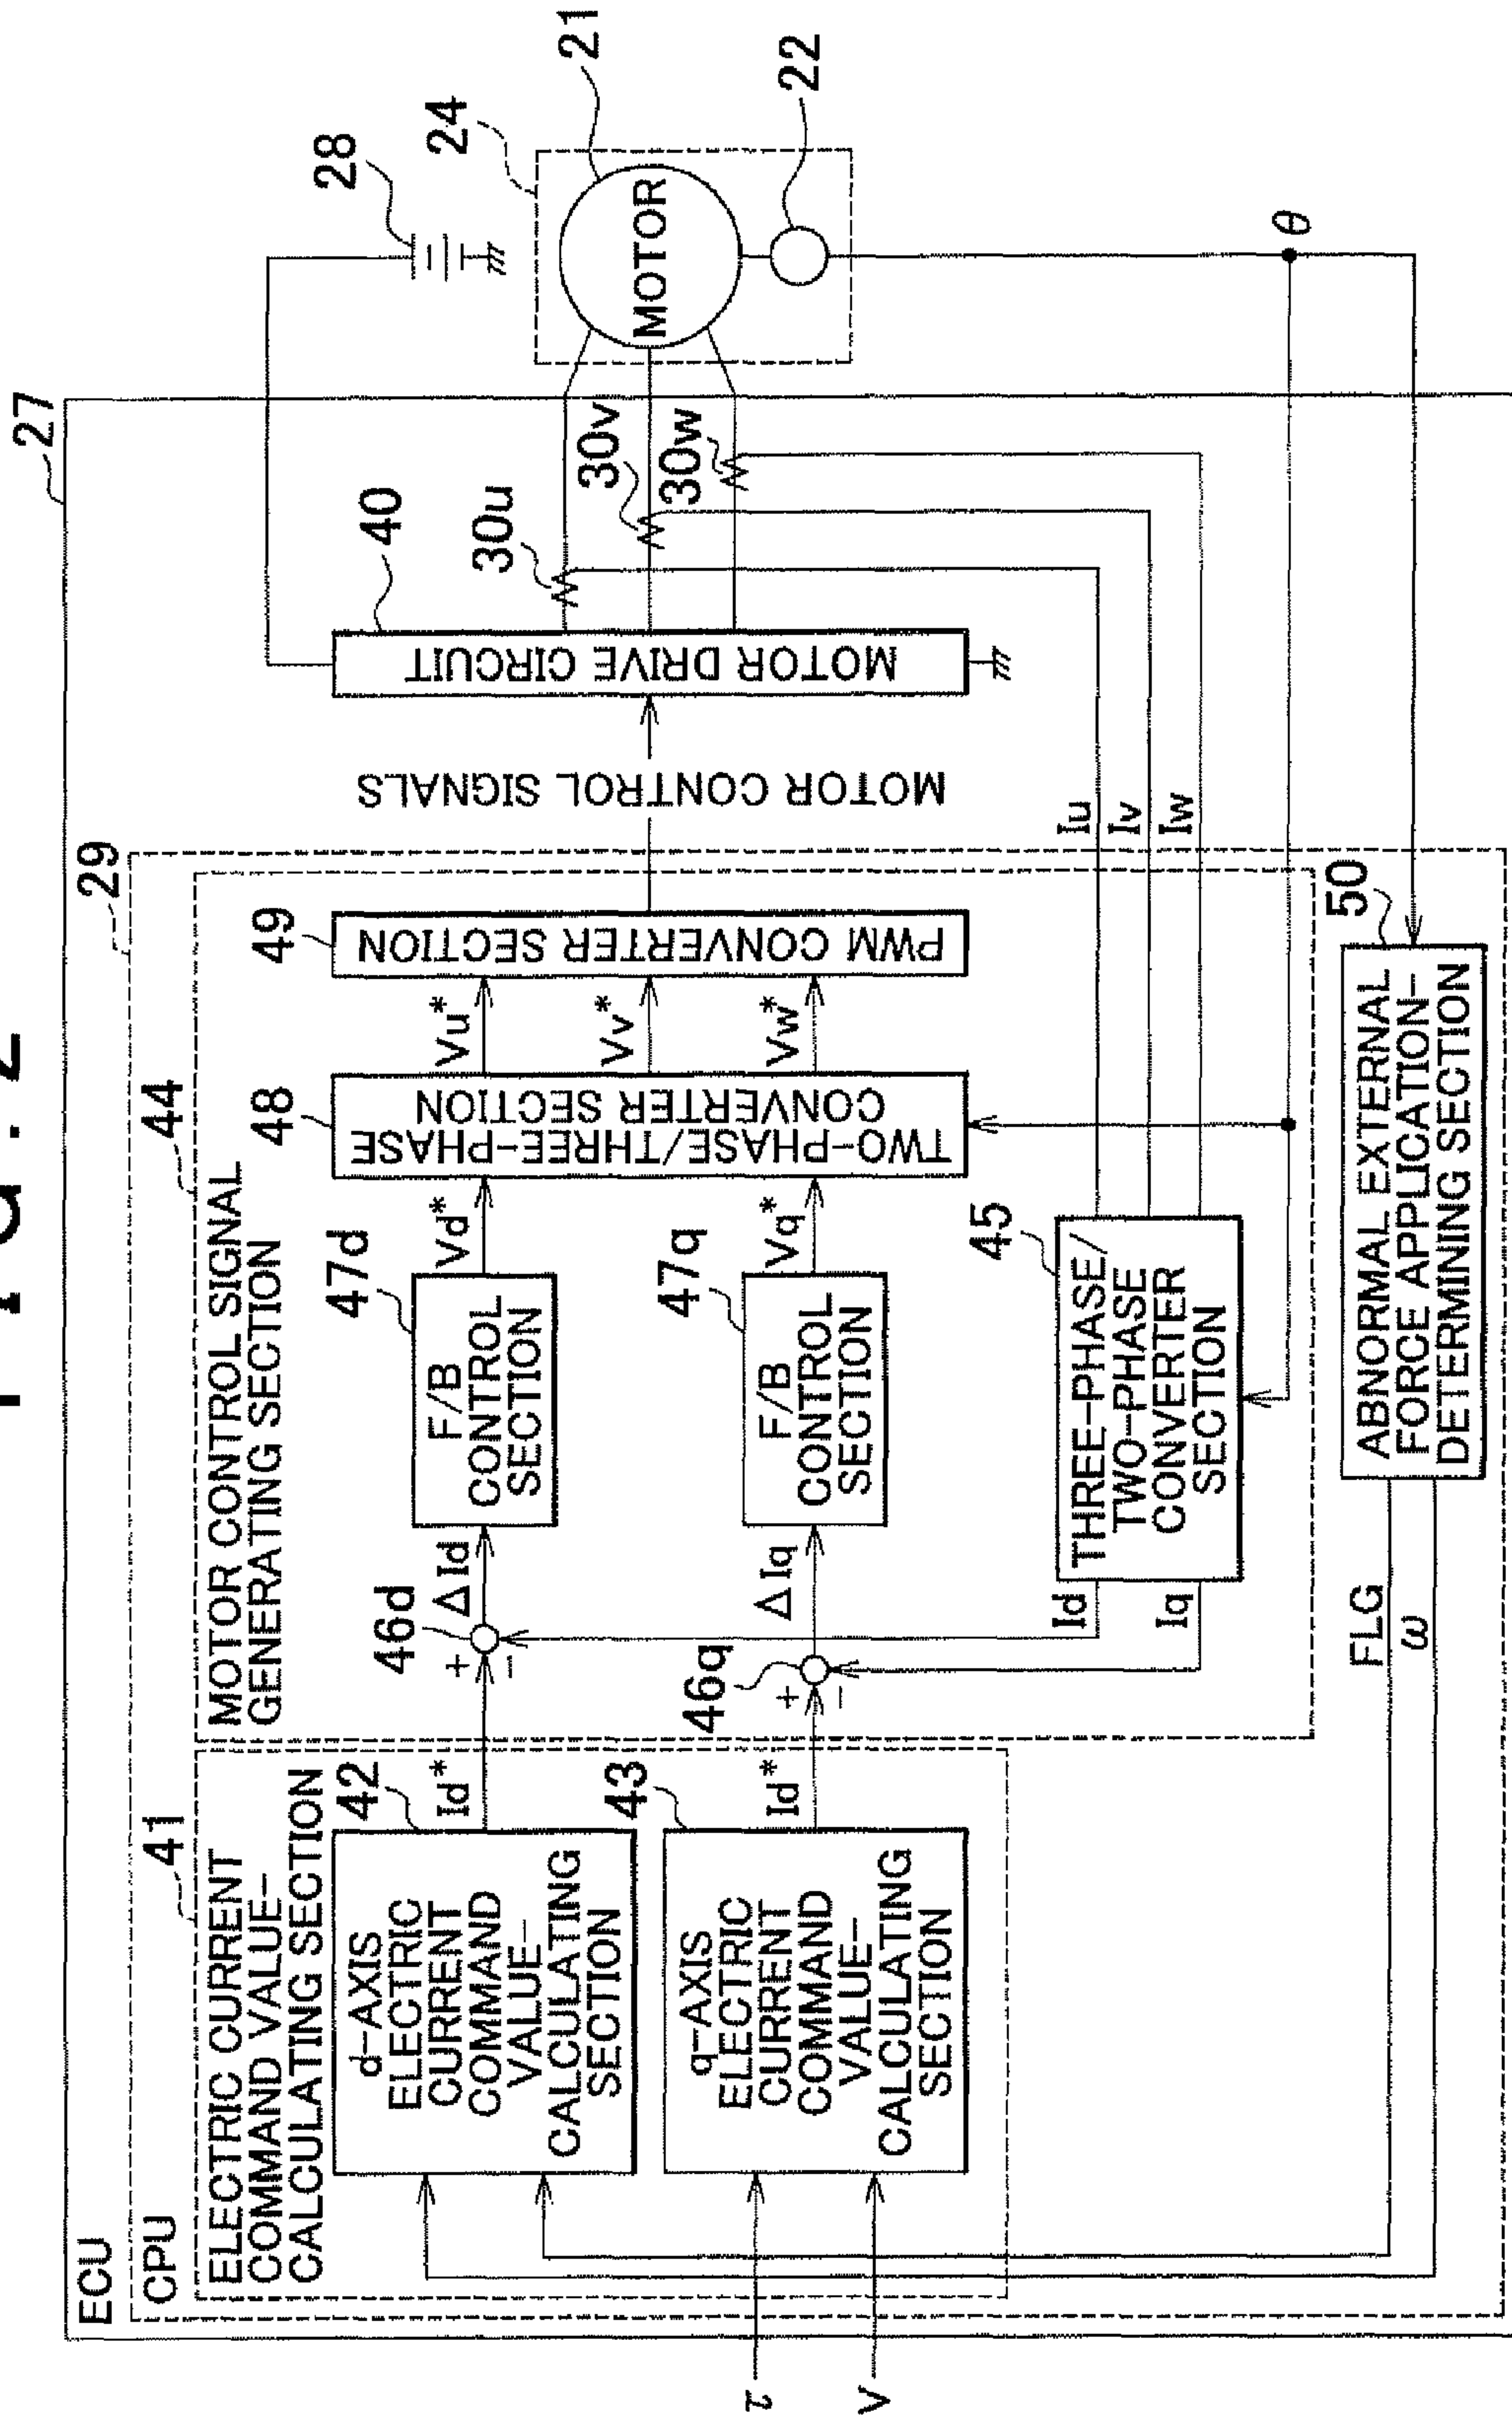 FIG. 2
27
ECU
29
CPU
41
ELECTRIC CURRENT
COMMAND VALUE-
CALCULATING SECTION
42
d-AXIS
ELECTRIC
CURRENT
COMMAND
VALUE-
CALCULATING
SECTION
Id*
43
q-AXIS
ELECTRIC
CURRENT
COMMAND
VALUE-
CALCULATING
SECTION
Id*
τ
V
44
MOTOR CONTROL SIGNAL
GENERATING SECTION
46d
+
-
ΔId
47d
F/B
CONTROL
SECTION
Vd*
46q
+
-
ΔIq
47q
F/B
CONTROL
SECTION
Vq*
48
TWO-PHASE/THREE-PHASE
CONVERTER SECTION
Vu*
Vv*
Vw*
49
PWM CONVERTER SECTION
MOTOR CONTROL SIGNALS
40
MOTOR DRIVE CIRCUIT
30u
30v
30w
28
24
21
MOTOR
22
θ
45
THREE-PHASE/
TWO-PHASE
CONVERTER
SECTION
Id
Iq
Iu
Iv
Iw
50
ABNORMAL EXTERNAL
FORCE APPLICATION-
DETERMINING SECTION
FLG
ω